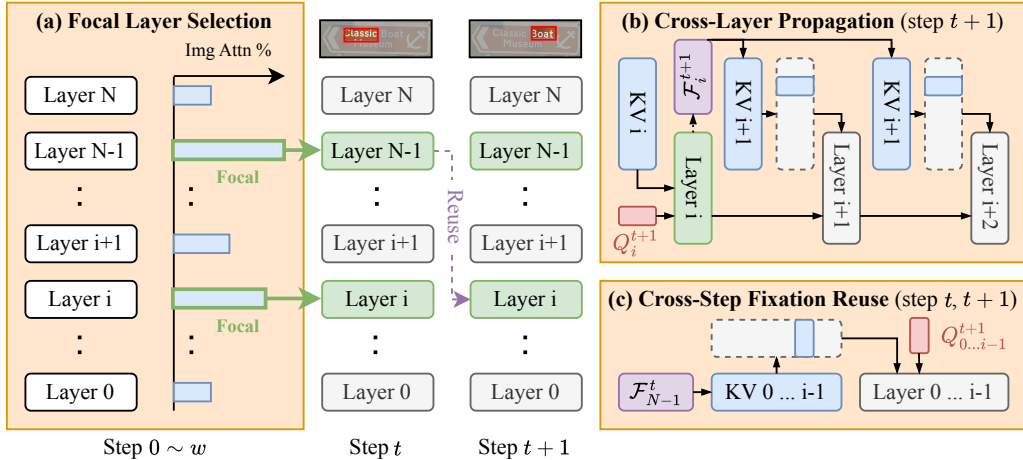 (a) Focal Layer Selection
Img Attn %
Layer N
Layer N-1
Focal
:
Layer i+1
Layer i
Focal
:
Layer 0
Step 0 ~ w
Classic Boat
Museum
Layer N
Layer N-1
:
Layer i+1
Layer i
:
Layer 0
Step t
Reuse
Classic Boat
Museum
Layer N
Layer N-1
:
Layer i+1
Layer i
:
Layer 0
Step t + 1
(b) Cross-Layer Propagation (step t + 1)
KV i
ℱ^i_{t+1}
Layer i
Q_i^{t+1}
KV i+1
Layer i+1
KV i+1
Layer i+2
(c) Cross-Step Fixation Reuse (step t, t + 1)
ℱ^t_{N-1}
KV 0 ... i-1
Q^{t+1}_{0...i-1}
Layer 0 ... i-1